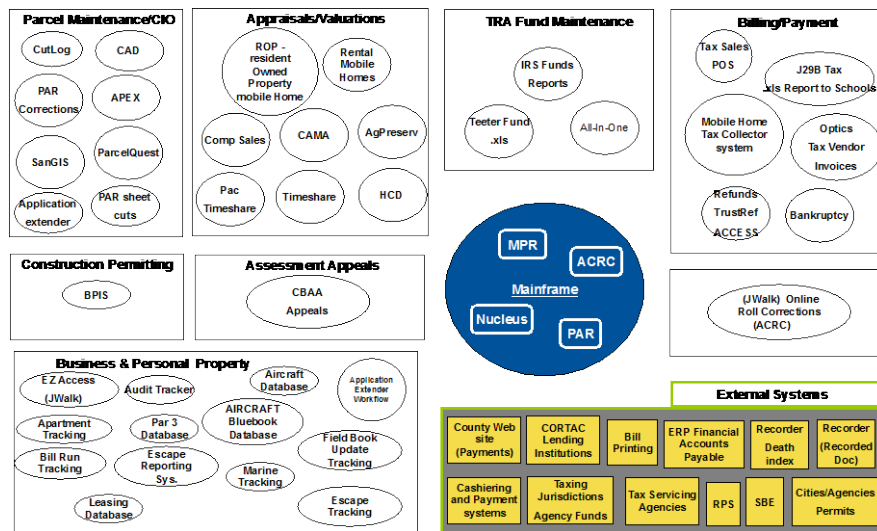 Parcel Maintenance/CIO
CutLog
CAD
PAR
Corrections
APEX
SanGIS
ParcelQuest
Application
extender
PAR sheet
cuts
Appraisals/Valuations
ROP -
resident
Owned
Property
mobile Home
Rental
Mobile
Homes
Comp Sales
CAMA
AgPreserv
Pac
Timeshare
Timeshare
HCD
TRA Fund Maintenance
IRS Funds
Reports
Teeter Fund
.xls
All-In-One
Billing/Payment
Tax Sales
POS
J29B Tax
.xls Report to Schools
Mobile Home
Tax Collector
system
Optics
Tax Vendor
Invoices
Refunds
TrustRef
ACCESS
Bankruptcy
Construction Permitting
BPIS
Assessment Appeals
CBAA
Appeals
MPR
ACRC
Mainframe
Nucleus
PAR
(JWalk) Online
Roll Corrections
(ACRC)
Business & Personal Property
EZ Access
(JWalk)
Audit Tracker
Aircraft
Database
Application
Extender
Workflow
Apartment
Tracking
Par 3
Database
AIRCRAFT
Bluebook
Database
Field Book
Update
Tracking
Bill Run
Tracking
Escape
Reporting
Sys.
Marine
Tracking
Leasing
Database
Escape
Tracking
External Systems
County Web
site
(Payments)
CORTAC
Lending
Institutions
Bill
Printing
ERP Financial
Accounts
Payable
Recorder
Death
index
Recorder
(Recorded
Doc)
Cashiering
and Payment
systems
Taxing
Jurisdictions
Agency Funds
Tax Servicing
Agencies
RPS
SBE
Cities/Agencies
Permits